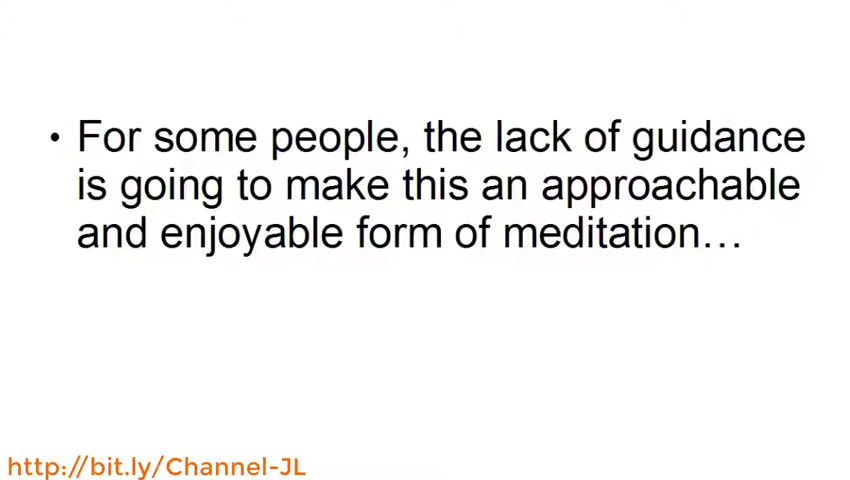 • For some people, the lack of guidance
is going to make this an approachable
and enjoyable form of meditation…
http://bit.ly/Channel-JL